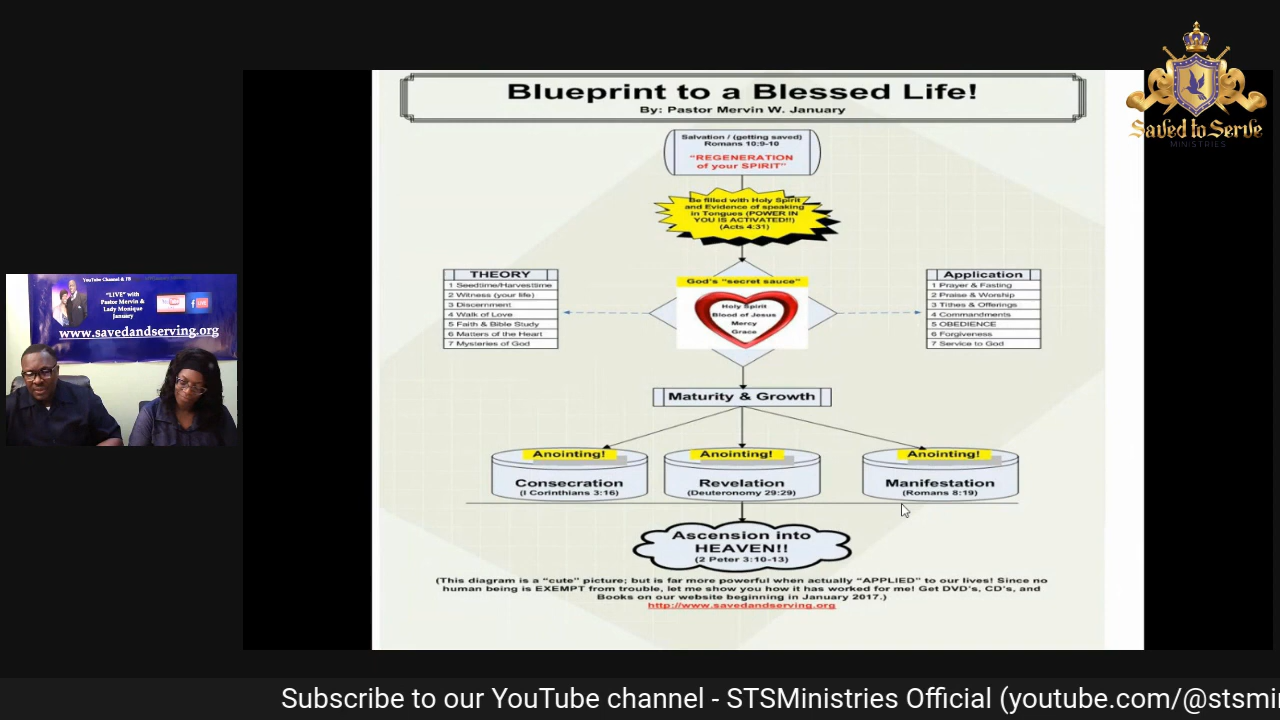 Blueprint to a Blessed Life!
By: Pastor Mervin W. January
Salvation / (getting saved)
Romans 10:9-10
"REGENERATION
of your SPIRIT"
Be filled with Holy Spirit
and Evidence of speaking
in Tongues (POWER IN
YOU IS ACTIVATED!!)
(Acts 4:31)
THEORY
1 Seedtime/Harvesttime
2 Witness (your life)
3 Discernment
4 Walk of Love
5 Faith & Bible Study
6 Matters of the Heart
7 Mysteries of God
God's "secret sauce"
Holy Spirit
Blood of Jesus
Mercy
Grace
Application
1 Prayer & Fasting
2 Praise & Worship
3 Tithes & Offerings
4 Commandments
5 OBEDIENCE
6 Forgiveness
7 Service to God
Maturity & Growth
Anointing!
Consecration
(I Corinthians 3:16)
Anointing!
Revelation
(Deuteronomy 29:29)
Anointing!
Manifestation
(Romans 8:19)
Ascension into
HEAVEN!!
(2 Peter 3:10-13)
(This diagram is a "cute" picture; but is far more powerful when actually "APPLIED" to our lives! Since no
human being is EXEMPT from trouble, let me show you how it has worked for me! Get DVD's, CD's, and
Books on our website beginning in January 2017.)
http://www.savedandserving.org
Saved to Serve
MINISTRIES
YouTube Channel & FB
"LIVE" with
Pastor Mervin &
Lady Monique
January
www.savedandserving.org
Subscribe to our YouTube channel - STSMinistries Official (youtube.com/@stsmi